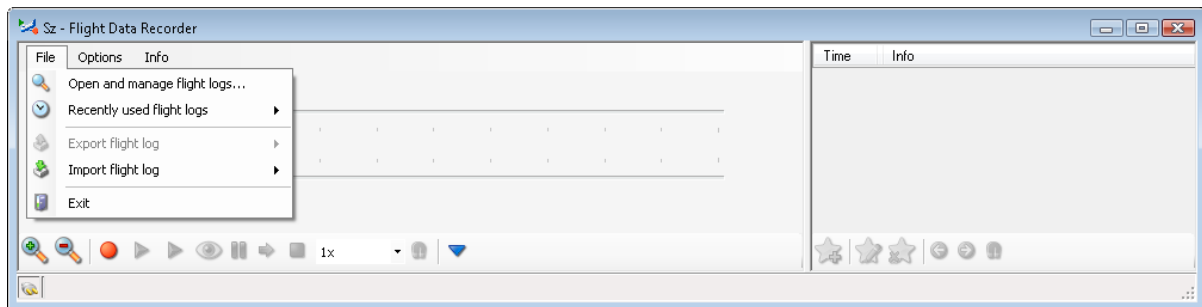 Sz - Flight Data Recorder
File Options Info
Time Info
Open and manage flight logs...
Recently used flight logs
Export flight log
Import flight log
Exit
1x